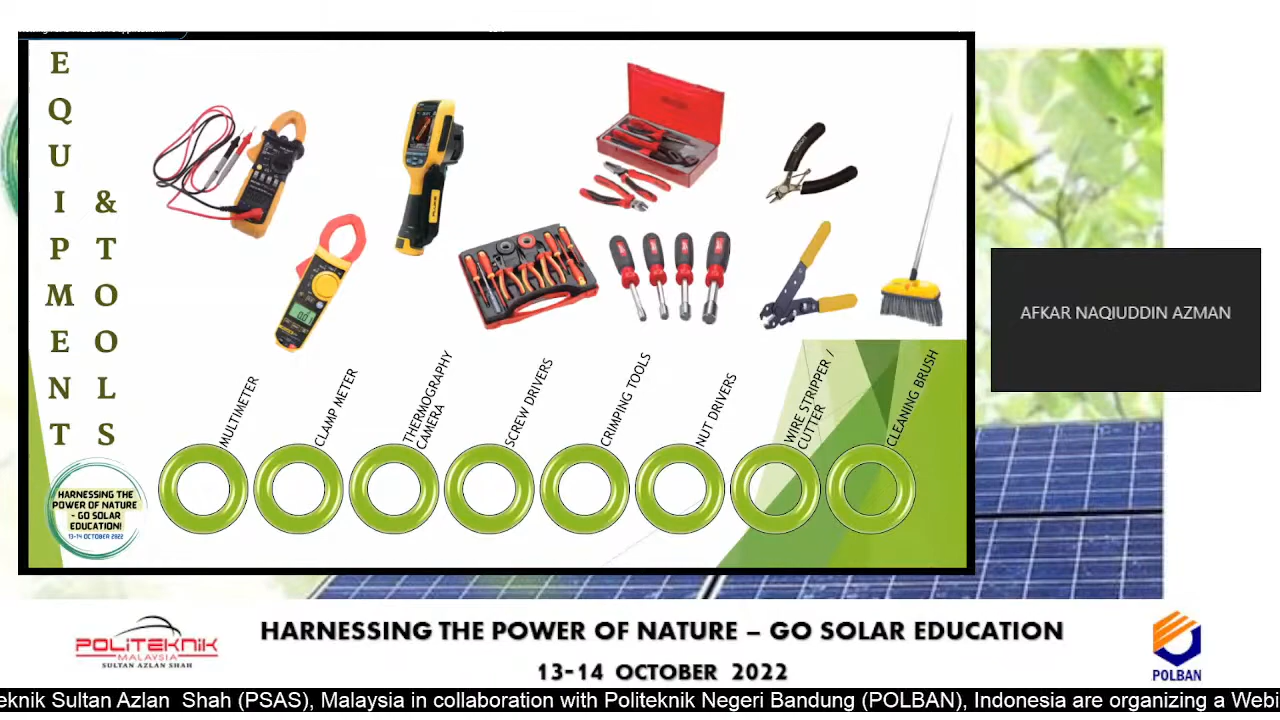 EQUIPMENT
&TOOLS
MULTIMETER
CLAMP METER
THERMOGRAPHY
CAMERA
SCREW DRIVERS
CRIMPING TOOLS
NUT DRIVERS
WIRE STRIPPER /
CUTTER
CLEANING BRUSH
HARNESSING THE
POWER OF NATURE
- GO SOLAR
EDUCATION!
13-14 OCTOBER 2022
AFKAR NAQIUDDIN AZMAN
POLITEKNIK
MALAYSIA
SULTAN AZLAN SHAH
HARNESSING THE POWER OF NATURE – GO SOLAR EDUCATION
13-14 OCTOBER 2022
POLBAN
eknik Sultan Azlan Shah (PSAS), Malaysia in collaboration with Politeknik Negeri Bandung (POLBAN), Indonesia are organizing a Webi